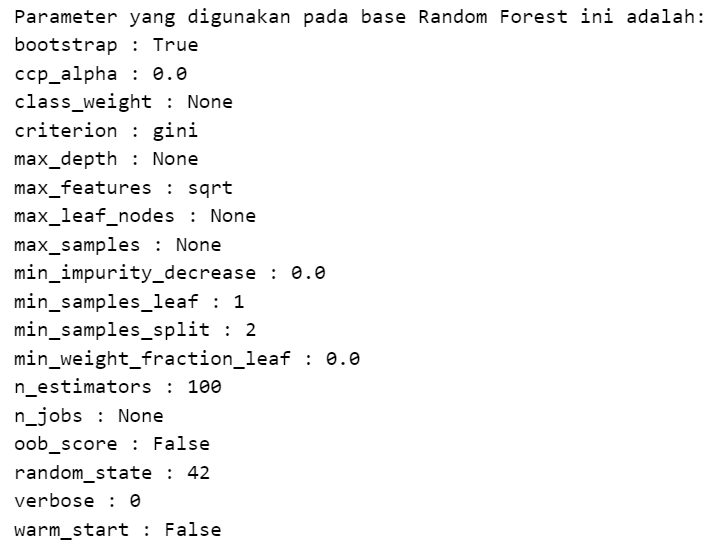 Parameter yang digunakan pada base Random Forest ini adalah:
bootstrap : True
ccp_alpha : 0.0
class_weight : None
criterion : gini
max_depth : None
max_features : sqrt
max_leaf_nodes : None
max_samples : None
min_impurity_decrease : 0.0
min_samples_leaf : 1
min_samples_split : 2
min_weight_fraction_leaf : 0.0
n_estimators : 100
n_jobs : None
oob_score : False
random_state : 42
verbose : 0
warm_start : False